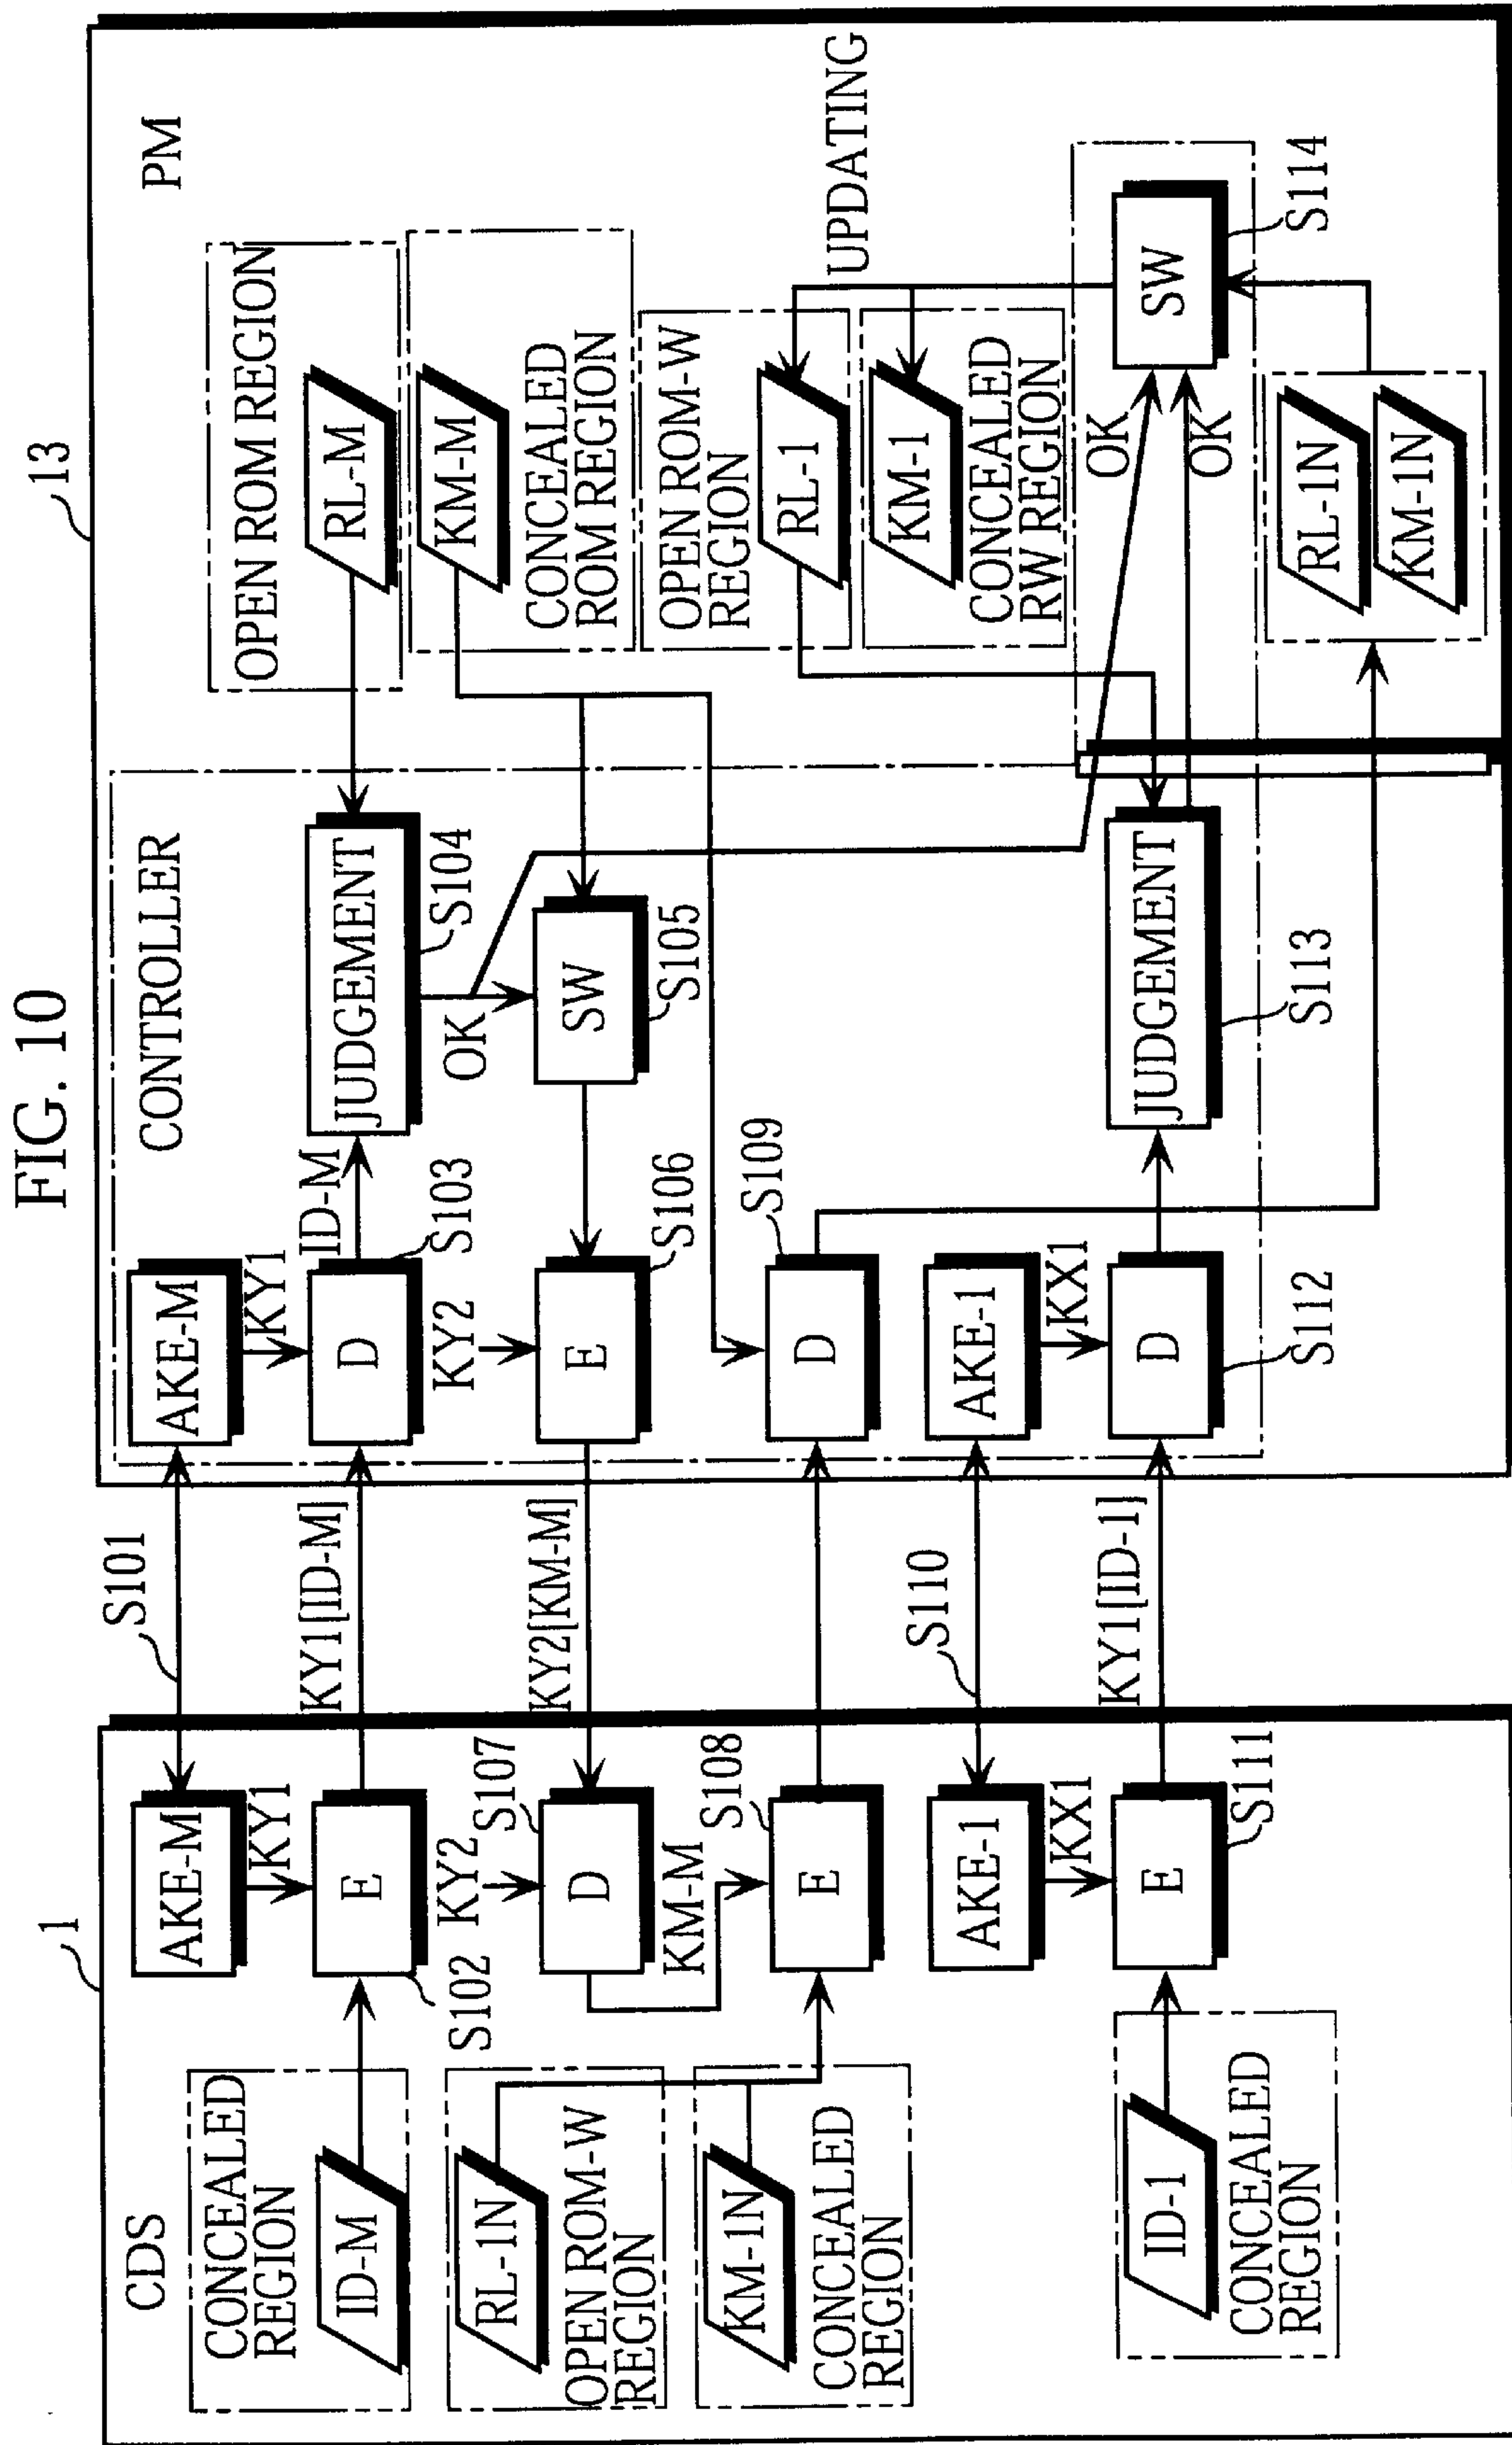 FIG. 10
1
13
CDS
CONCEALED
REGION
ID-M
RL-1N
OPEN ROM-W
REGION
KM-1N
CONCEALED
REGION
ID-1
CONCEALED
REGION
AKE-M
KY1
E
S102
KY2
D
S107
KM-M
E
S108
AKE-1
KX1
E
S111
S101
KY1[ID-M]
KY2[KM-M]
S110
KY1[ID-1]
CONTROLLER
AKE-M
KY1
D
ID-M
S103
KY2
E
S106
D
S109
AKE-1
KX1
D
S112
JUDGEMENT
S104
OK
SW
S105
JUDGEMENT
S113
PM
OPEN ROM REGION
RL-M
KM-M
CONCEALED
ROM REGION
OPEN ROM-W
REGION
RL-1
KM-1
CONCEALED
RW REGION
UPDATING
OK
OK
SW
S114
RL-1N
KM-1N